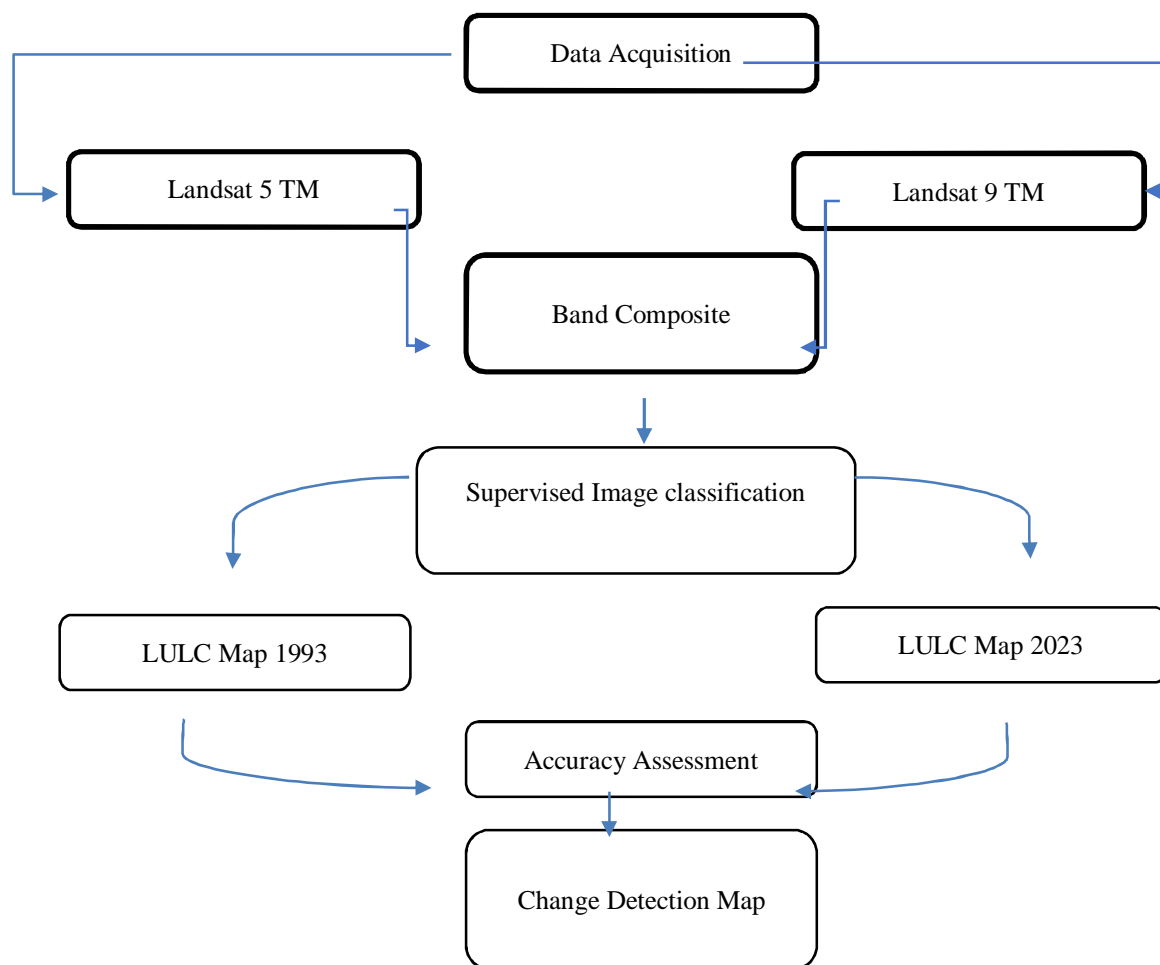 Data Acquisition
Landsat 5 TM
Landsat 9 TM
Band Composite
Supervised Image classification
LULC Map 1993
LULC Map 2023
Accuracy Assessment
Change Detection Map